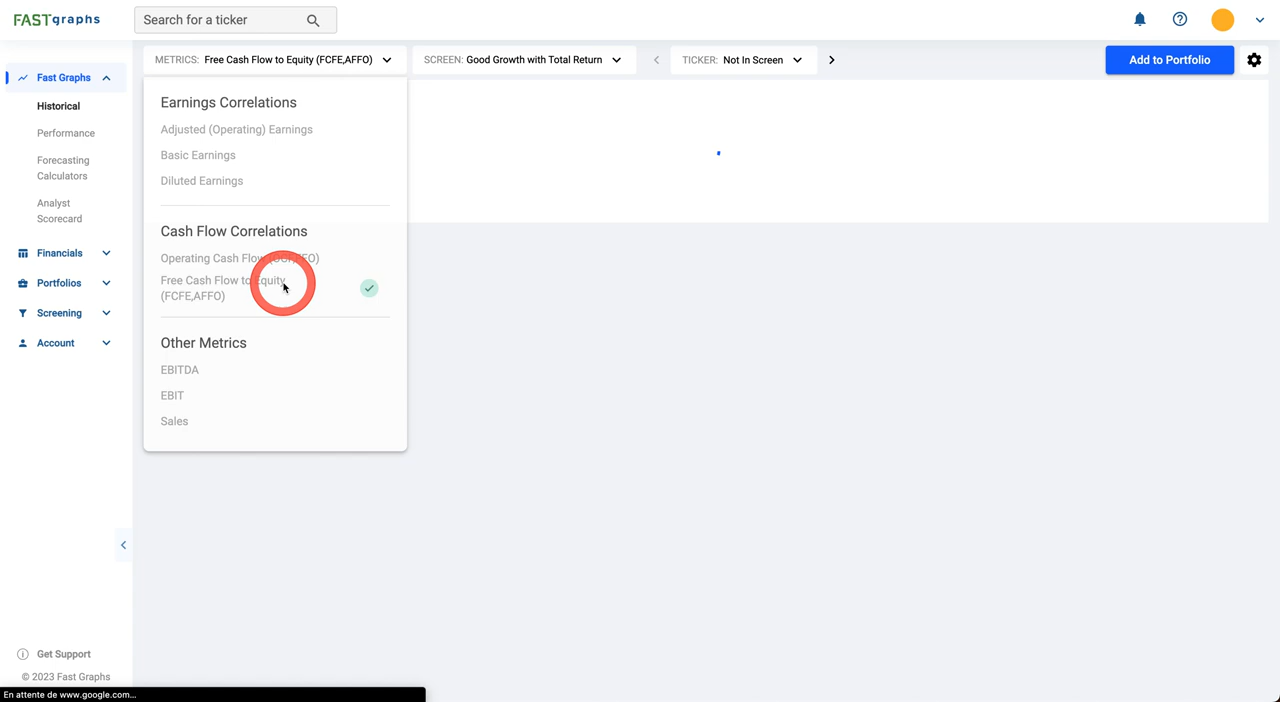 FASTgraphs
Search for a ticker
METRICS: Free Cash Flow to Equity (FCFE,AFFO)
SCREEN: Good Growth with Total Return
TICKER: Not In Screen
Add to Portfolio
Fast Graphs
Historical
Performance
Forecasting
Calculators
Analyst
Scorecard
Financials
Portfolios
Screening
Account
Earnings Correlations
Adjusted (Operating) Earnings
Basic Earnings
Diluted Earnings
Cash Flow Correlations
Operating Cash Flow (OCF,FFO)
Free Cash Flow to Equity
(FCFE,AFFO)
Other Metrics
EBITDA
EBIT
Sales
Get Support
© 2023 Fast Graphs
En attente de www.google.com...